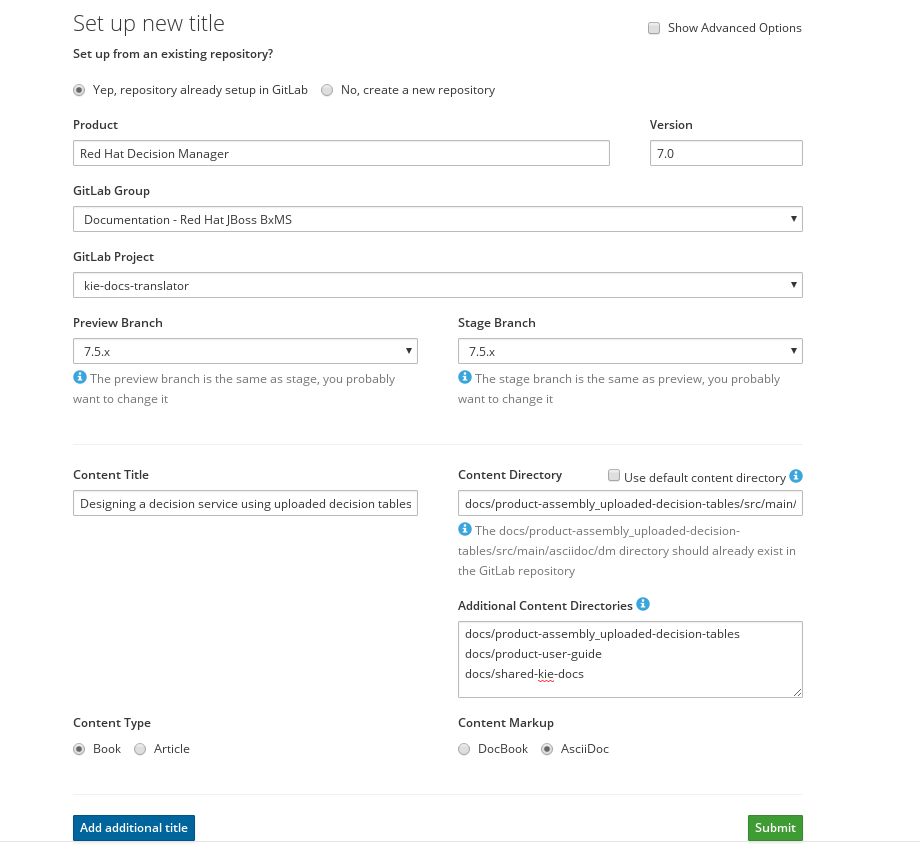 Set up new title
Show Advanced Options
Set up from an existing repository?
Yep, repository already setup in GitLab No, create a new repository
Product Version
Red Hat Decision Manager 7.0
GitLab Group
Documentation - Red Hat JBoss BxMS
GitLab Project
kie-docs-translator
Preview Branch Stage Branch
7.5.x 7.5.x
The preview branch is the same as stage, you probably
want to change it
The stage branch is the same as preview, you probably
want to change it
Content Title
Designing a decision service using uploaded decision tables
Content Directory Use default content directory
docs/product-assembly_uploaded-decision-tables/src/main/
The docs/product-assembly_uploaded-decision-
tables/src/main/asciidoc/dm directory should already exist in
the GitLab repository
Additional Content Directories
docs/product-assembly_uploaded-decision-tables
docs/product-user-guide
docs/shared-kie-docs
Content Type Content Markup
Book Article DocBook AsciiDoc
Add additional title Submit